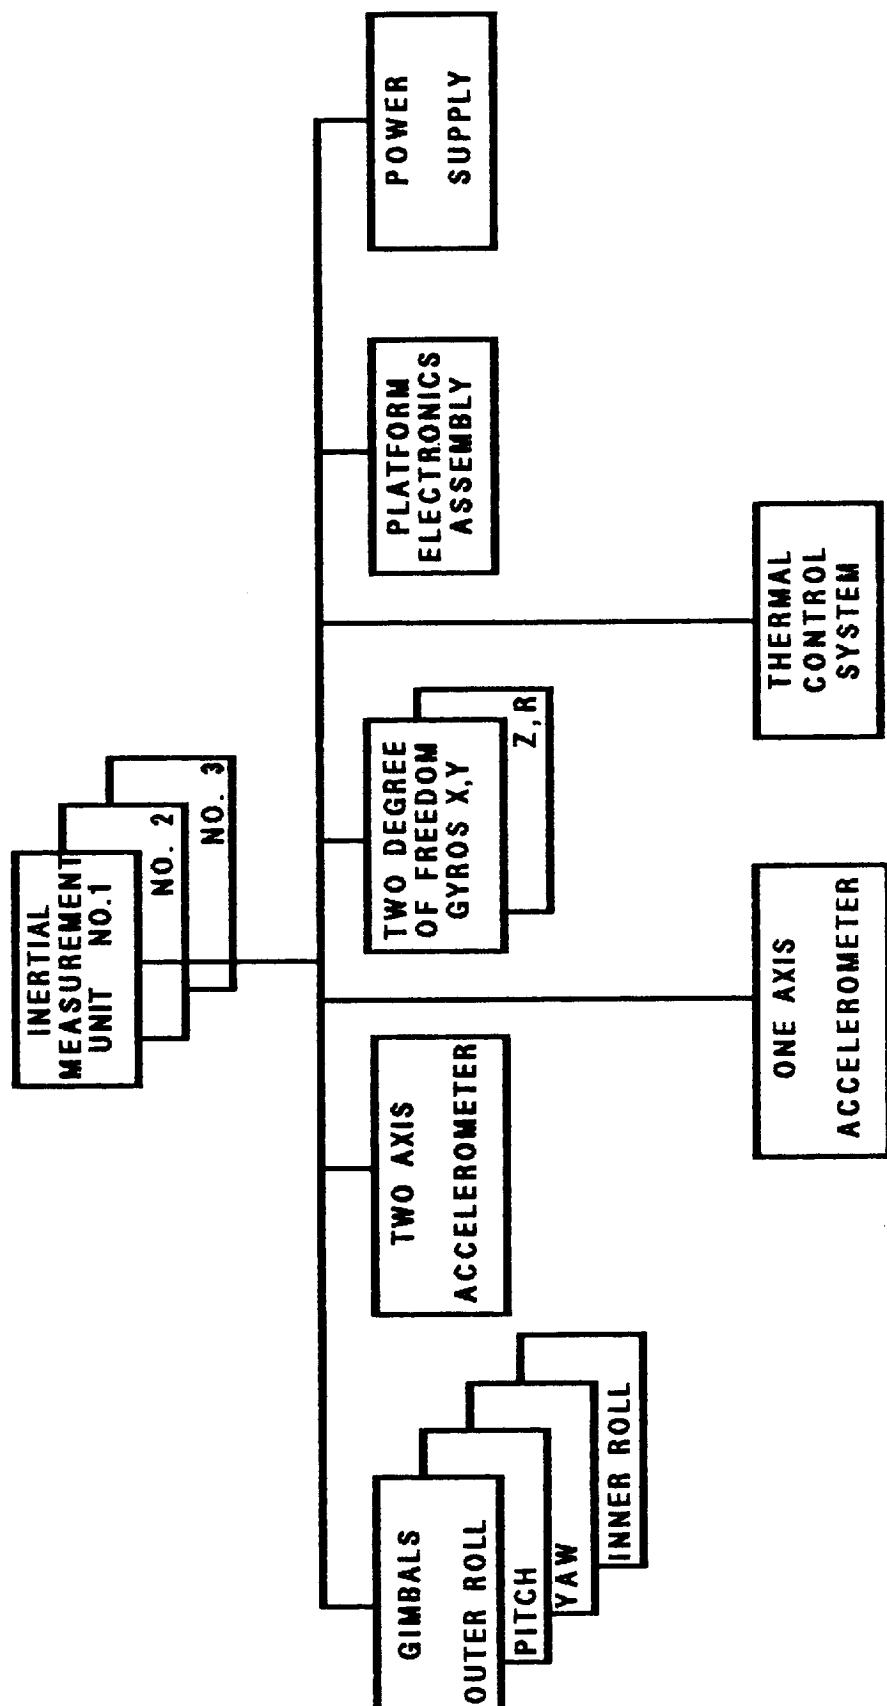 INERTIAL
MEASUREMENT
UNIT NO.1
NO. 2
NO. 3
GIMBALS
OUTER ROLL
PITCH
YAW
INNER ROLL
TWO AXIS
ACCELEROMETER
TWO DEGREE
OF FREEDOM
GYROS X,Y
Z,R
PLATFORM
ELECTRONICS
ASSEMBLY
POWER
SUPPLY
ONE AXIS
ACCELEROMETER
THERMAL
CONTROL
SYSTEM